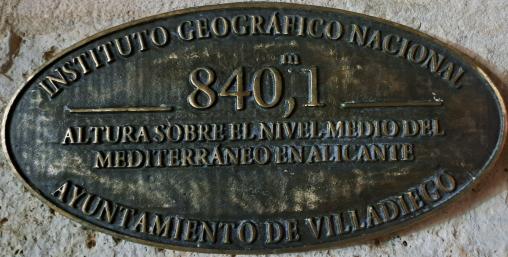 INSTITUTO GEOGRÁFICO NACIONAL
840,1 m
ALTURA SOBRE EL NIVEL MEDIO DEL
MEDITERRÁNEO EN ALICANTE
AYUNTAMIENTO DE VILLADIEGO